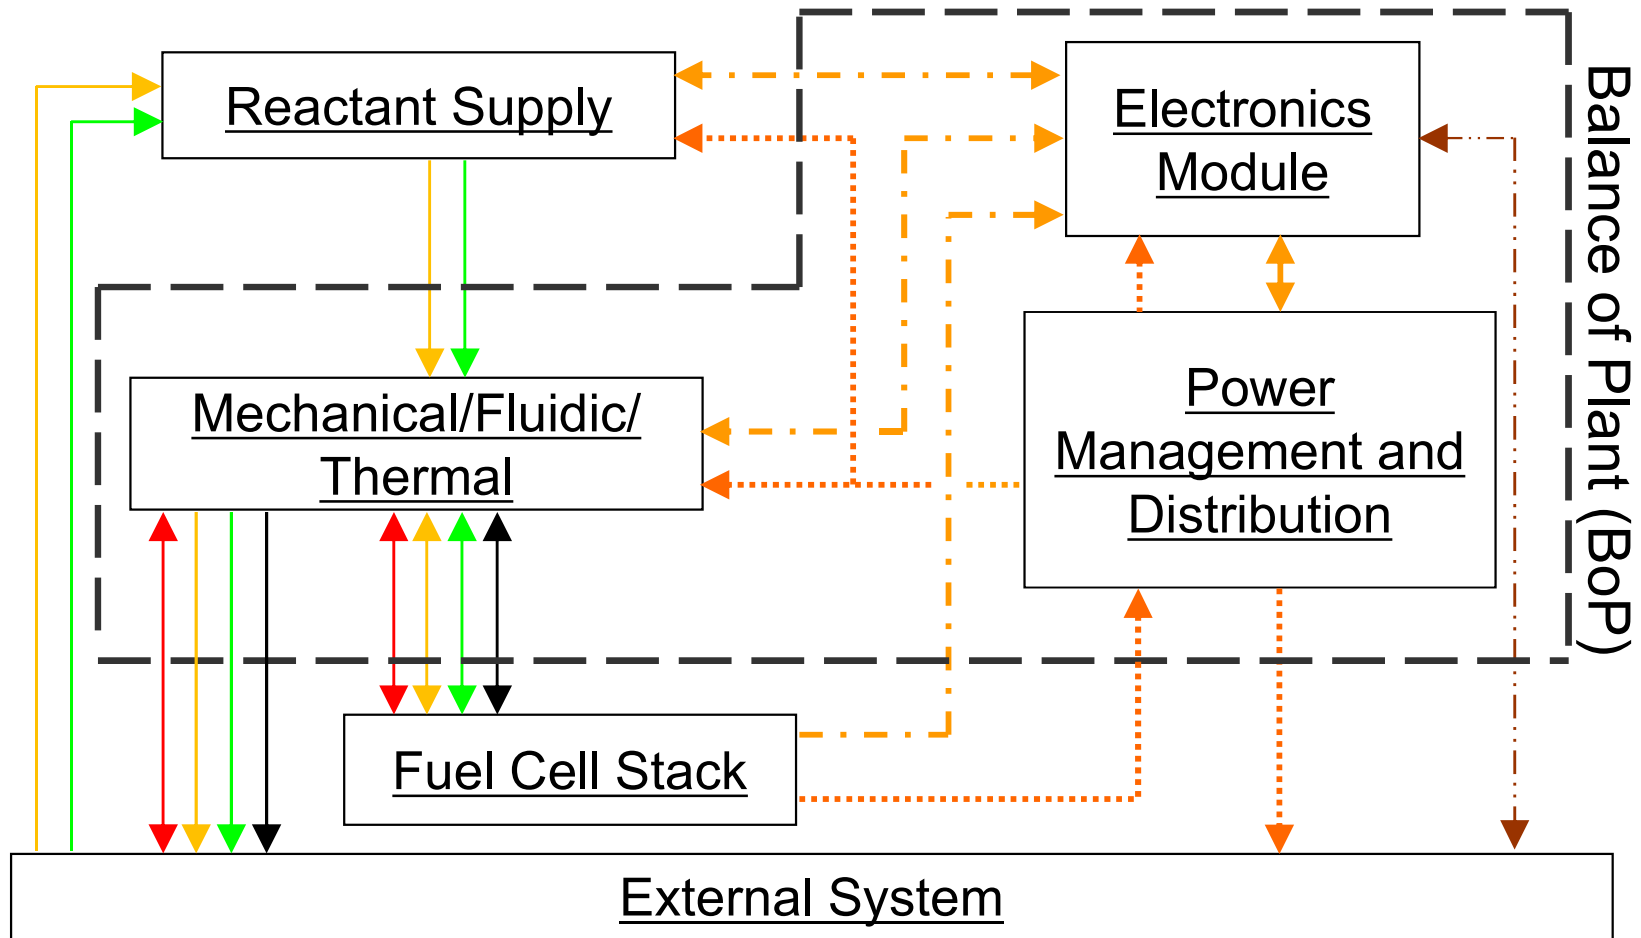 Reactant Supply
Electronics
Module
Mechanical/Fluidic/
Thermal
Power
Management and
Distribution
Fuel Cell Stack
External System
Balance of Plant (BoP)